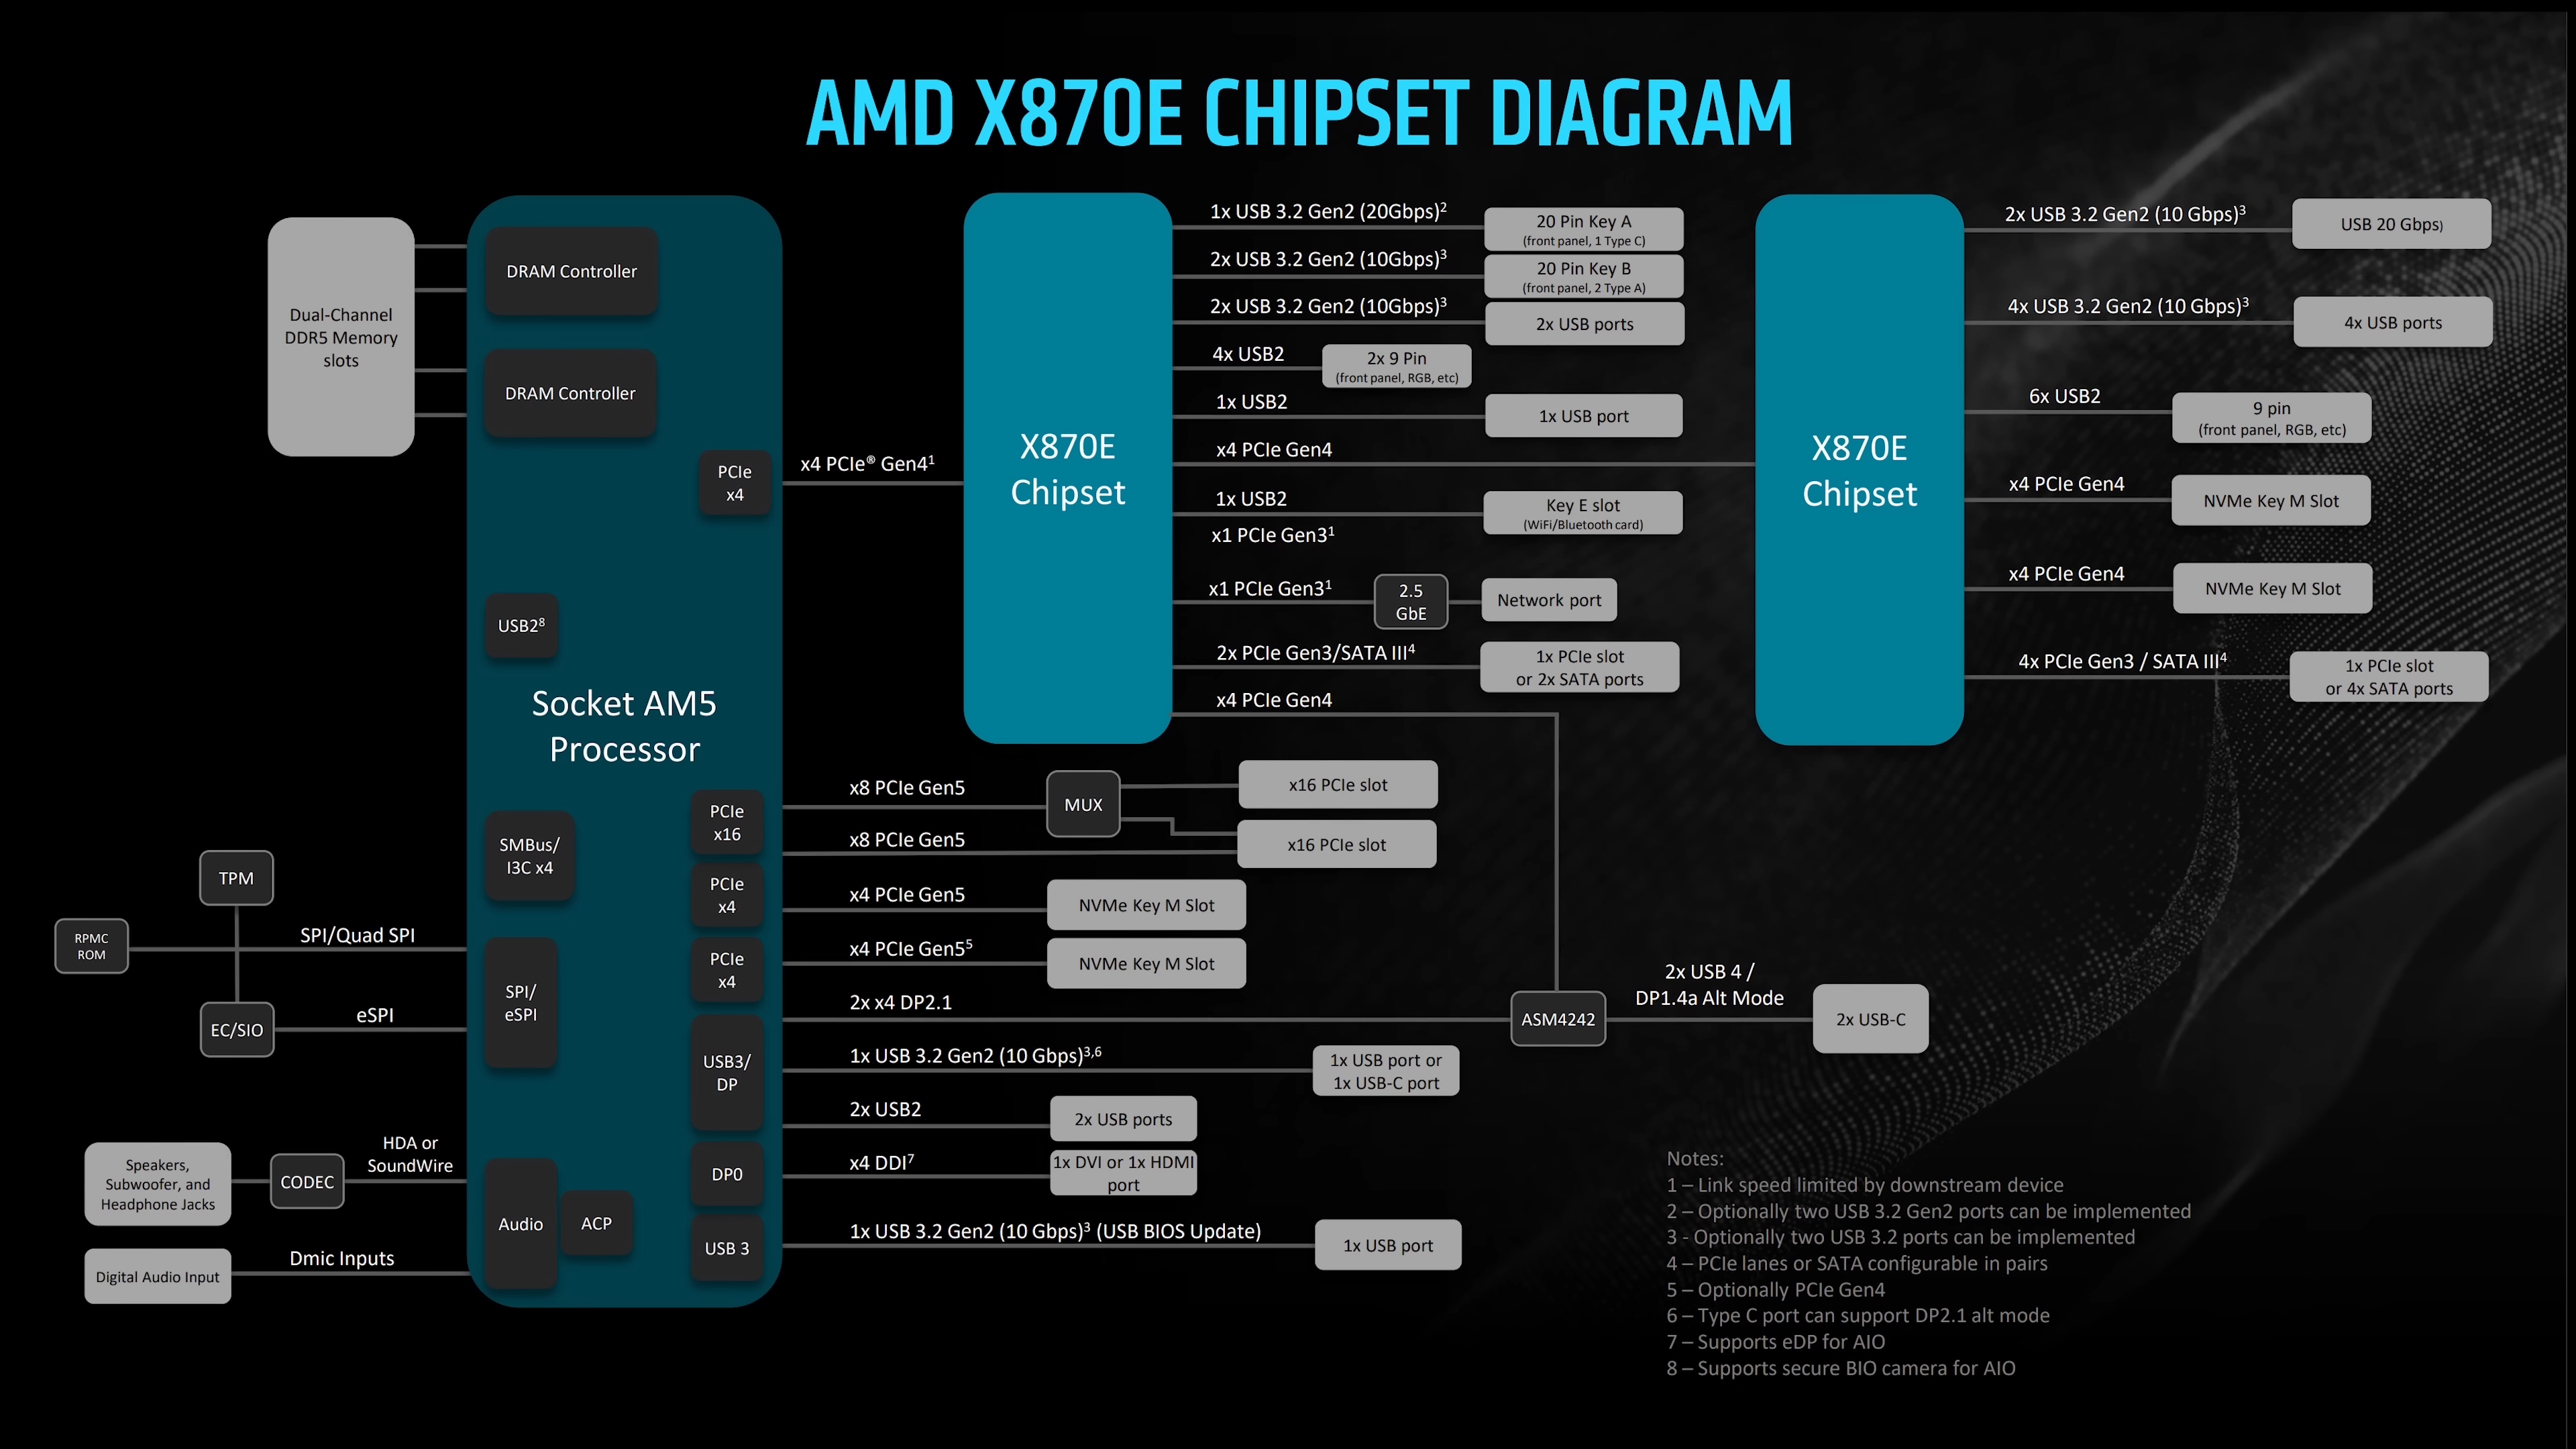 AMD X870E CHIPSET DIAGRAM
Dual-Channel
DDR5 Memory
slots
DRAM Controller
DRAM Controller
PCIe
x4
USB2⁸
Socket AM5
Processor
SMBus/
I3C x4
SPI/
eSPI
Audio
ACP
PCIe
x16
PCIe
x4
PCIe
x4
USB3/
DP
DP0
USB 3
TPM
RPMC
ROM
SPI/Quad SPI
EC/SIO
eSPI
Speakers,
Subwoofer, and
Headphone Jacks
CODEC
HDA or
SoundWire
Digital Audio Input
Dmic Inputs
x4 PCIe® Gen4¹
X870E
Chipset
1x USB 3.2 Gen2 (20Gbps)²
20 Pin Key A
(front panel, 1 Type C)
2x USB 3.2 Gen2 (10Gbps)³
20 Pin Key B
(front panel, 2 Type A)
2x USB 3.2 Gen2 (10Gbps)³
2x USB ports
4x USB2
2x 9 Pin
(front panel, RGB, etc)
1x USB2
1x USB port
x4 PCIe Gen4
1x USB2
x1 PCIe Gen3¹
Key E slot
(WiFi/Bluetooth card)
x1 PCIe Gen3¹
2.5
GbE
Network port
2x PCIe Gen3/SATA III⁴
1x PCIe slot
or 2x SATA ports
x4 PCIe Gen4
X870E
Chipset
2x USB 3.2 Gen2 (10 Gbps)³
USB 20 Gbps)
4x USB 3.2 Gen2 (10 Gbps)³
4x USB ports
6x USB2
9 pin
(front panel, RGB, etc)
x4 PCIe Gen4
NVMe Key M Slot
x4 PCIe Gen4
NVMe Key M Slot
4x PCIe Gen3 / SATA III⁴
1x PCIe slot
or 4x SATA ports
x8 PCIe Gen5
MUX
x16 PCIe slot
x8 PCIe Gen5
x16 PCIe slot
x4 PCIe Gen5
NVMe Key M Slot
x4 PCIe Gen5⁵
NVMe Key M Slot
2x x4 DP2.1
ASM4242
2x USB 4 /
DP1.4a Alt Mode
2x USB-C
1x USB 3.2 Gen2 (10 Gbps)³,⁶
1x USB port or
1x USB-C port
2x USB2
2x USB ports
x4 DDI⁷
1x DVI or 1x HDMI
port
1x USB 3.2 Gen2 (10 Gbps)³ (USB BIOS Update)
1x USB port
Notes:
1 – Link speed limited by downstream device
2 – Optionally two USB 3.2 Gen2 ports can be implemented
3 - Optionally two USB 3.2 ports can be implemented
4 – PCIe lanes or SATA configurable in pairs
5 – Optionally PCIe Gen4
6 – Type C port can support DP2.1 alt mode
7 – Supports eDP for AIO
8 – Supports secure BIO camera for AIO